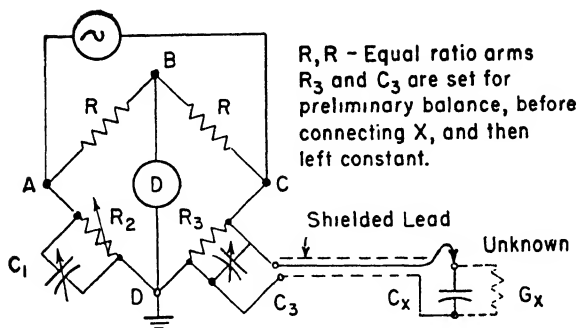 B
R, R – Equal ratio arms
R3 and C3 are set for
preliminary balance, before
connecting X, and then
left constant.
R
R
A
D
C
R2
R3
Shielded Lead
Unknown
C1
D
C3
Cx
Gx